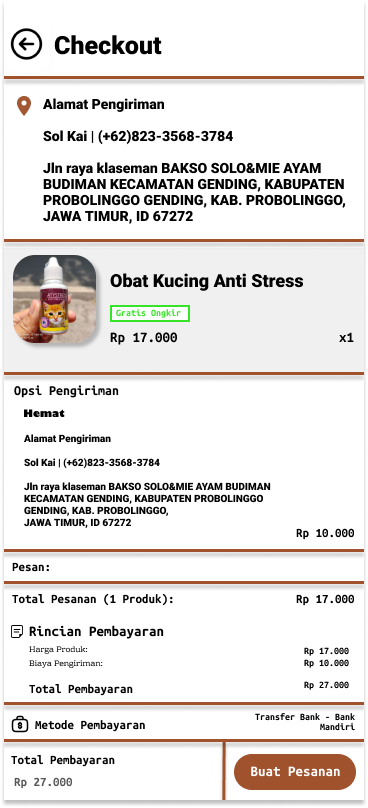 Checkout
Alamat Pengiriman
Sol Kai | (+62)823-3568-3784
Jln raya klaseman BAKSO SOLO&MIE AYAM
BUDIMAN KECAMATAN GENDING, KABUPATEN
PROBOLINGGO GENDING, KAB. PROBOLINGGO,
JAWA TIMUR, ID 67272
Obat Kucing Anti Stress
Gratis Ongkir
Rp 17.000 x1
Opsi Pengiriman
Hemat
Alamat Pengiriman
Sol Kai | (+62)823-3568-3784
Jln raya klaseman BAKSO SOLO&MIE AYAM BUDIMAN
KECAMATAN GENDING, KABUPATEN PROBOLINGGO
GENDING, KAB. PROBOLINGGO,
JAWA TIMUR, ID 67272
Rp 10.000
Pesan:
Total Pesanan (1 Produk): Rp 17.000
Rincian Pembayaran
Harga Produk: Rp 17.000
Biaya Pengiriman: Rp 10.000
Total Pembayaran Rp 27.000
Metode Pembayaran Transfer Bank - Bank
Mandiri
Total Pembayaran
Rp 27.000
Buat Pesanan